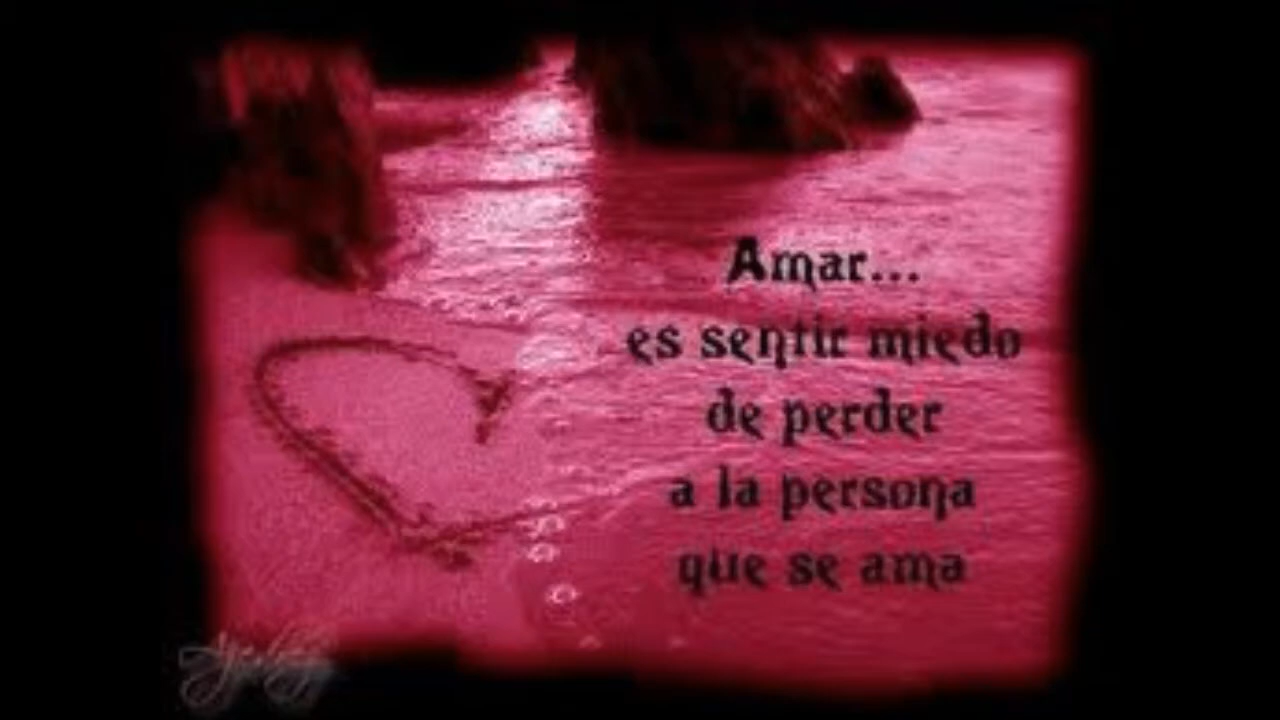 Amar...
es sentir miedo
de perder
a la persona
que se ama